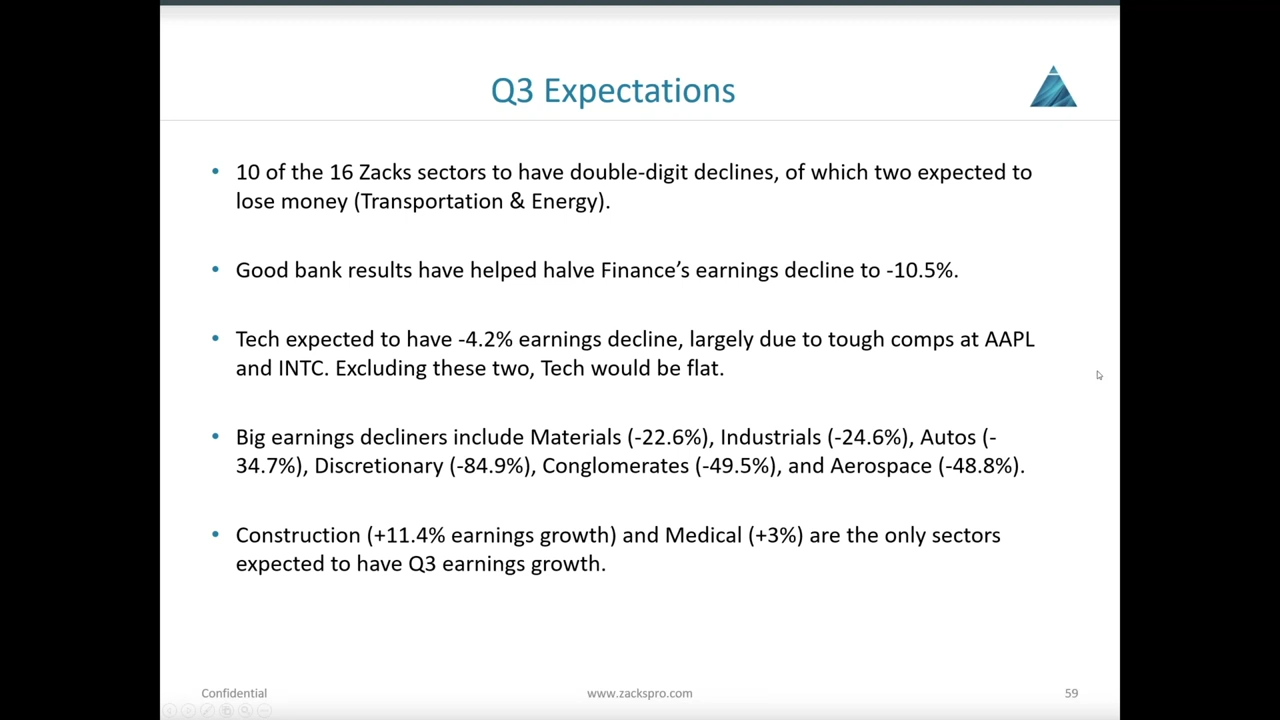 Q3 Expectations
• 10 of the 16 Zacks sectors to have double-digit declines, of which two expected to
lose money (Transportation & Energy).
• Good bank results have helped halve Finance’s earnings decline to -10.5%.
• Tech expected to have -4.2% earnings decline, largely due to tough comps at AAPL
and INTC. Excluding these two, Tech would be flat.
• Big earnings decliners include Materials (-22.6%), Industrials (-24.6%), Autos (-
34.7%), Discretionary (-84.9%), Conglomerates (-49.5%), and Aerospace (-48.8%).
• Construction (+11.4% earnings growth) and Medical (+3%) are the only sectors
expected to have Q3 earnings growth.
Confidential
www.zackspro.com
59